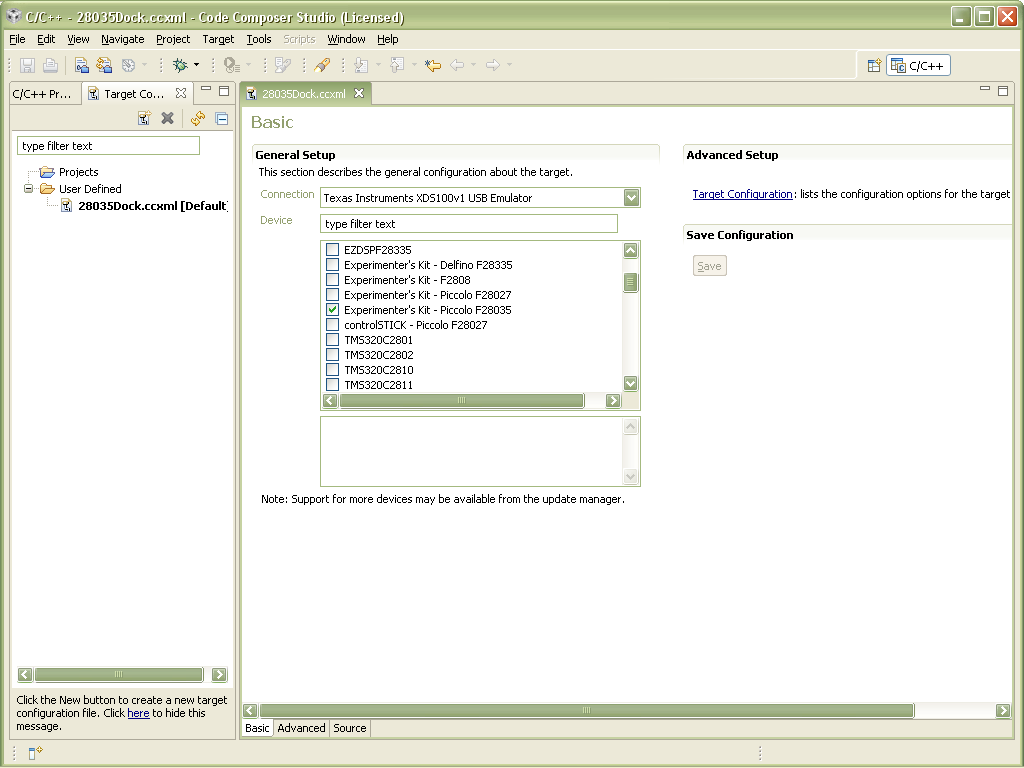 C/C++ - 28035Dock.ccxml - Code Composer Studio (Licensed)
File Edit View Navigate Project Target Tools Scripts Window Help
C/C++
C/C++ Pr... Target Co... 28035Dock.ccxml
type filter text
Projects
User Defined
28035Dock.ccxml [Default]
Click the New button to create a new target
configuration file. Click here to hide this
message.
Basic
General Setup
This section describes the general configuration about the target.
Connection Texas Instruments XDS100v1 USB Emulator
Device type filter text
EZDSPF28335
Experimenter's Kit - Delfino F28335
Experimenter's Kit - F2808
Experimenter's Kit - Piccolo F28027
Experimenter's Kit - Piccolo F28035
controlSTICK - Piccolo F28027
TMS320C2801
TMS320C2802
TMS320C2810
TMS320C2811
Note: Support for more devices may be available from the update manager.
Advanced Setup
Target Configuration: lists the configuration options for the target
Save Configuration
Save
Basic Advanced Source